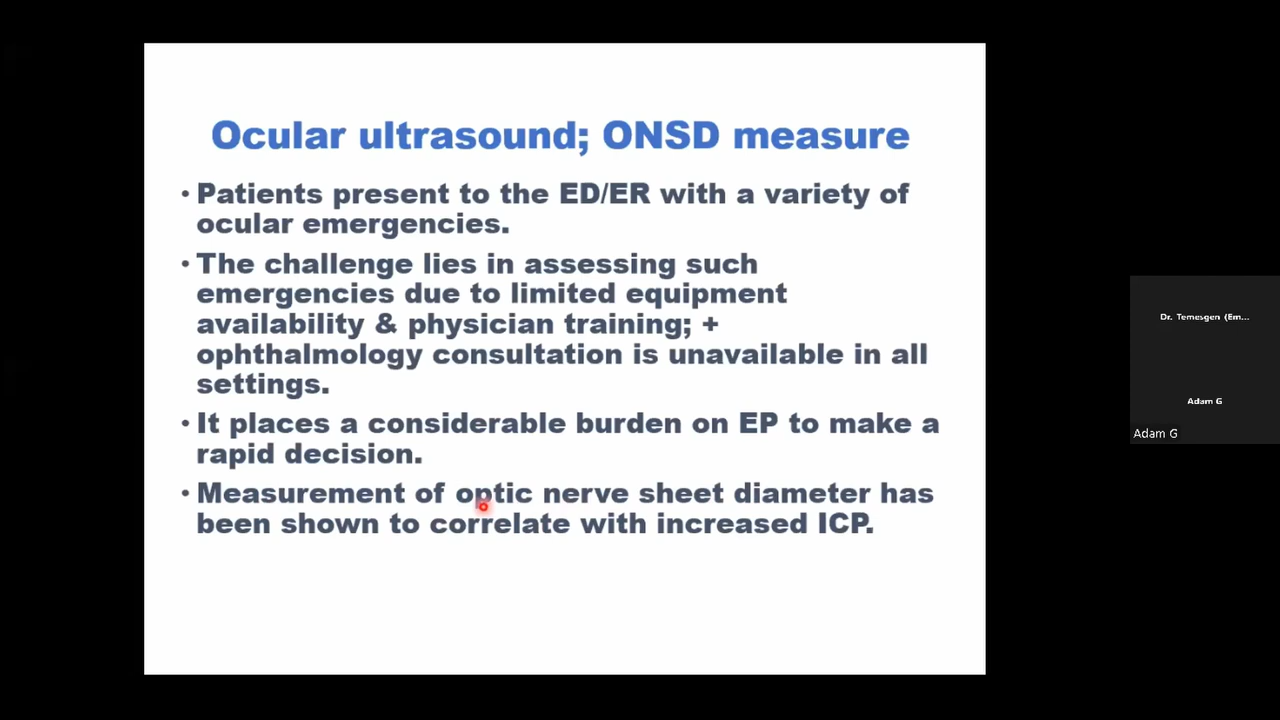 Ocular ultrasound; ONSD measure
• Patients present to the ED/ER with a variety of
ocular emergencies.
• The challenge lies in assessing such
emergencies due to limited equipment
availability & physician training; +
ophthalmology consultation is unavailable in all
settings.
• It places a considerable burden on EP to make a
rapid decision.
• Measurement of optic nerve sheet diameter has
been shown to correlate with increased ICP.
Dr. Temesgen (Em...
Adam G
Adam G